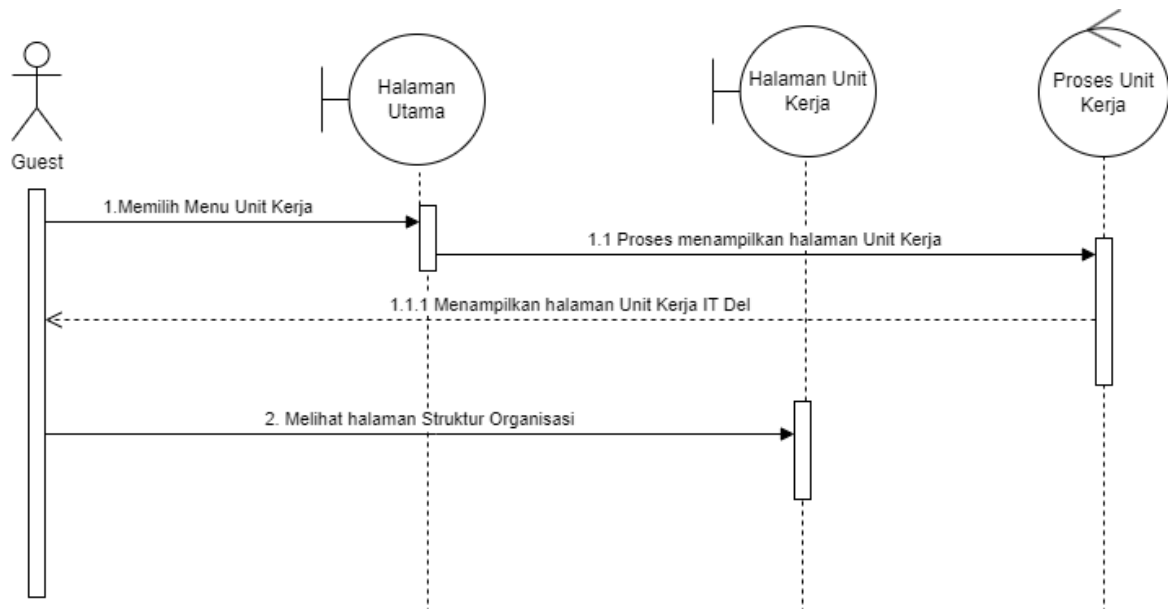 Halaman
Utama
Halaman Unit
Kerja
Proses Unit
Kerja
Guest
1.Memilih Menu Unit Kerja
1.1 Proses menampilkan halaman Unit Kerja
1.1.1 Menampilkan halaman Unit Kerja IT Del
2. Melihat halaman Struktur Organisasi